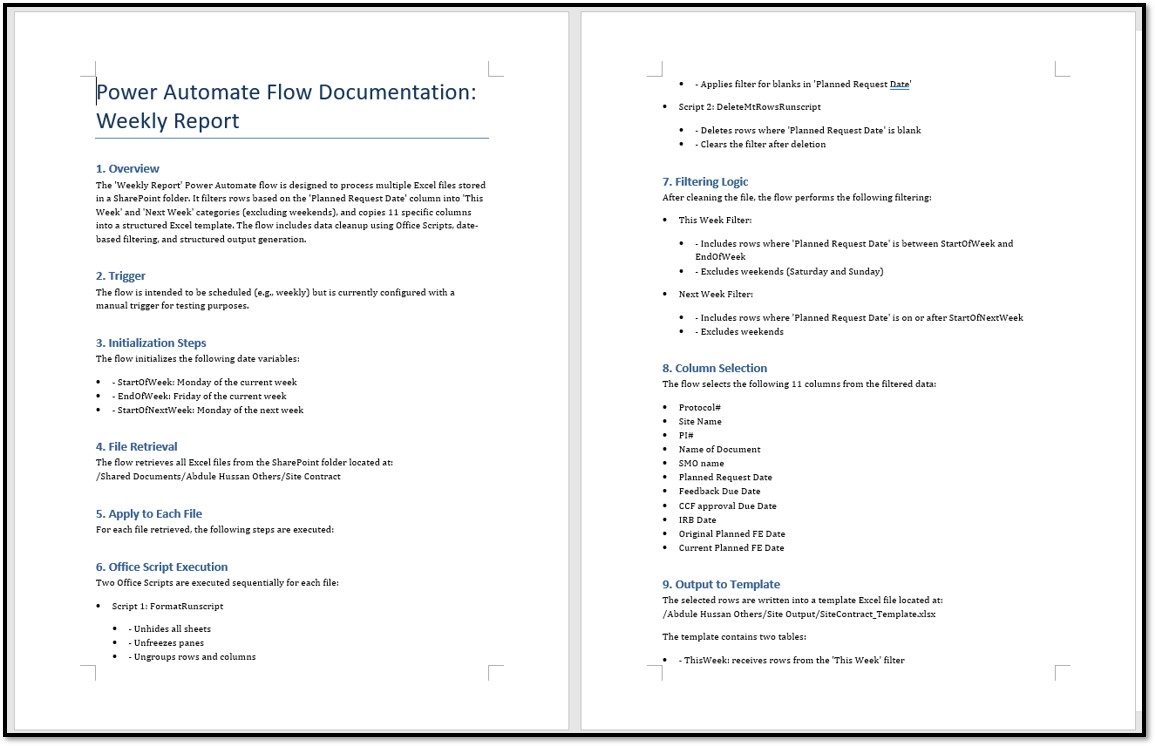 Power Automate Flow Documentation:
Weekly Report
1. Overview
The 'Weekly Report' Power Automate flow is designed to process multiple Excel files stored
in a SharePoint folder. It filters rows based on the 'Planned Request Date' column into 'This
Week' and 'Next Week' categories (excluding weekends), and copies 11 specific columns
into a structured Excel template. The flow includes data cleanup using Office Scripts, date-
based filtering, and structured output generation.
2. Trigger
The flow is intended to be scheduled (e.g., weekly) but is currently configured with a
manual trigger for testing purposes.
3. Initialization Steps
The flow initializes the following date variables:
• - StartOfWeek: Monday of the current week
• - EndOfWeek: Friday of the current week
• - StartOfNextWeek: Monday of the next week
4. File Retrieval
The flow retrieves all Excel files from the SharePoint folder located at:
/Shared Documents/Abdule Hussan Others/Site Contract
5. Apply to Each File
For each file retrieved, the following steps are executed:
6. Office Script Execution
Two Office Scripts are executed sequentially for each file:
• Script 1: FormatRunscript
• - Unhides all sheets
• - Unfreezes panes
• - Ungroups rows and columns
• - Applies filter for blanks in 'Planned Request Date'
• Script 2: DeleteMtRowsRunscript
• - Deletes rows where 'Planned Request Date' is blank
• - Clears the filter after deletion
7. Filtering Logic
After cleaning the file, the flow performs the following filtering:
• This Week Filter:
• - Includes rows where 'Planned Request Date' is between StartOfWeek and
EndOfWeek
• - Excludes weekends (Saturday and Sunday)
• Next Week Filter:
• - Includes rows where 'Planned Request Date' is on or after StartOfNextWeek
• - Excludes weekends
8. Column Selection
The flow selects the following 11 columns from the filtered data:
• Protocol#
• Site Name
• PI#
• Name of Document
• SMO name
• Planned Request Date
• Feedback Due Date
• CCF approval Due Date
• IRB Date
• Original Planned FE Date
• Current Planned FE Date
9. Output to Template
The selected rows are written into a template Excel file located at:
/Abdule Hussan Others/Site Output/SiteContract_Template.xlsx
The template contains two tables:
• - ThisWeek: receives rows from the 'This Week' filter